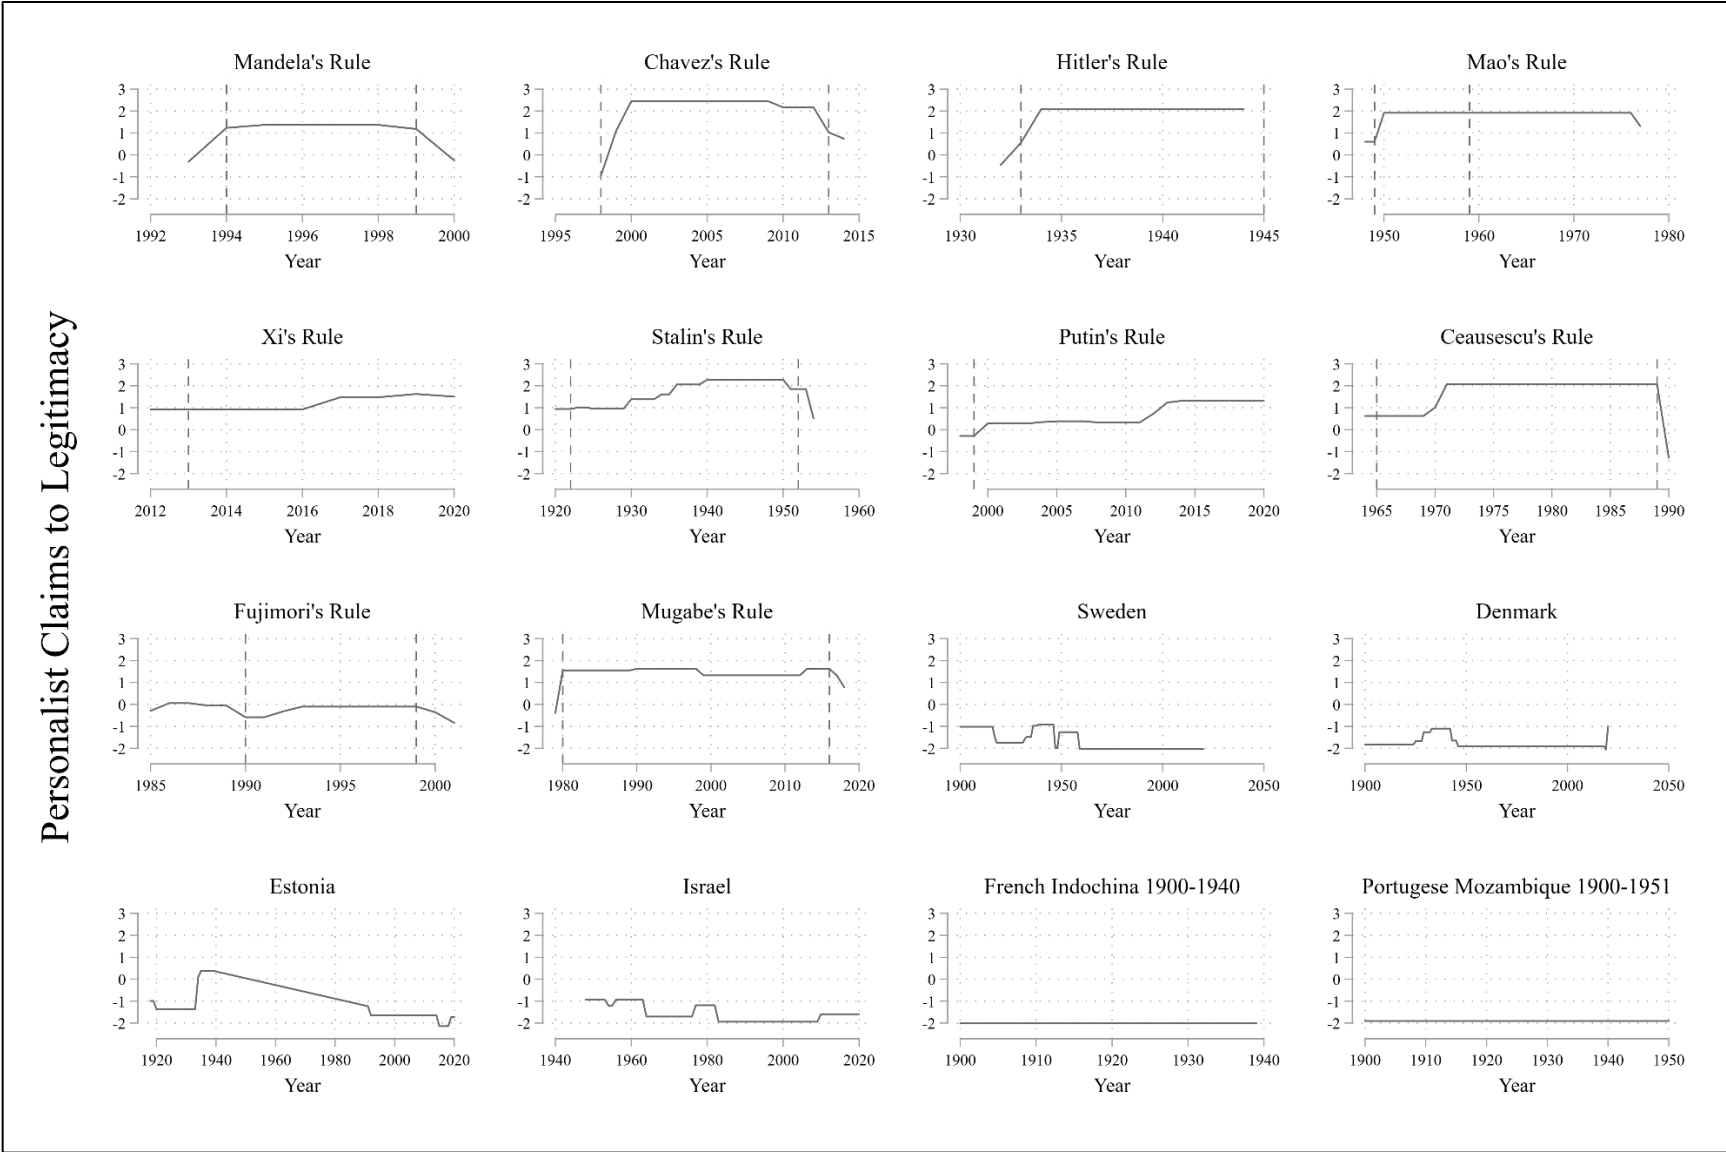 Personalist Claims to Legitimacy
Mandela's Rule
3
2
1
0
-1
-2
1992 1994 1996 1998 2000
Year
Chavez's Rule
3
2
1
0
-1
-2
1995 2000 2005 2010 2015
Year
Hitler's Rule
3
2
1
0
-1
-2
1930 1935 1940 1945
Year
Mao's Rule
3
2
1
0
-1
-2
1950 1960 1970 1980
Year
Xi's Rule
3
2
1
0
-1
-2
2012 2014 2016 2018 2020
Year
Stalin's Rule
3
2
1
0
-1
-2
1920 1930 1940 1950 1960
Year
Putin's Rule
3
2
1
0
-1
-2
2000 2005 2010 2015 2020
Year
Ceausescu's Rule
3
2
1
0
-1
-2
1965 1970 1975 1980 1985 1990
Year
Fujimori's Rule
3
2
1
0
-1
-2
1985 1990 1995 2000
Year
Mugabe's Rule
3
2
1
0
-1
-2
1980 1990 2000 2010 2020
Year
Sweden
3
2
1
0
-1
-2
1900 1950 2000 2050
Year
Denmark
3
2
1
0
-1
-2
1900 1950 2000 2050
Year
Estonia
3
2
1
0
-1
-2
1920 1940 1960 1980 2000 2020
Year
Israel
3
2
1
0
-1
-2
1940 1960 1980 2000 2020
Year
French Indochina 1900-1940
3
2
1
0
-1
-2
1900 1910 1920 1930 1940
Year
Portugese Mozambique 1900-1951
3
2
1
0
-1
-2
1900 1910 1920 1930 1940 1950
Year